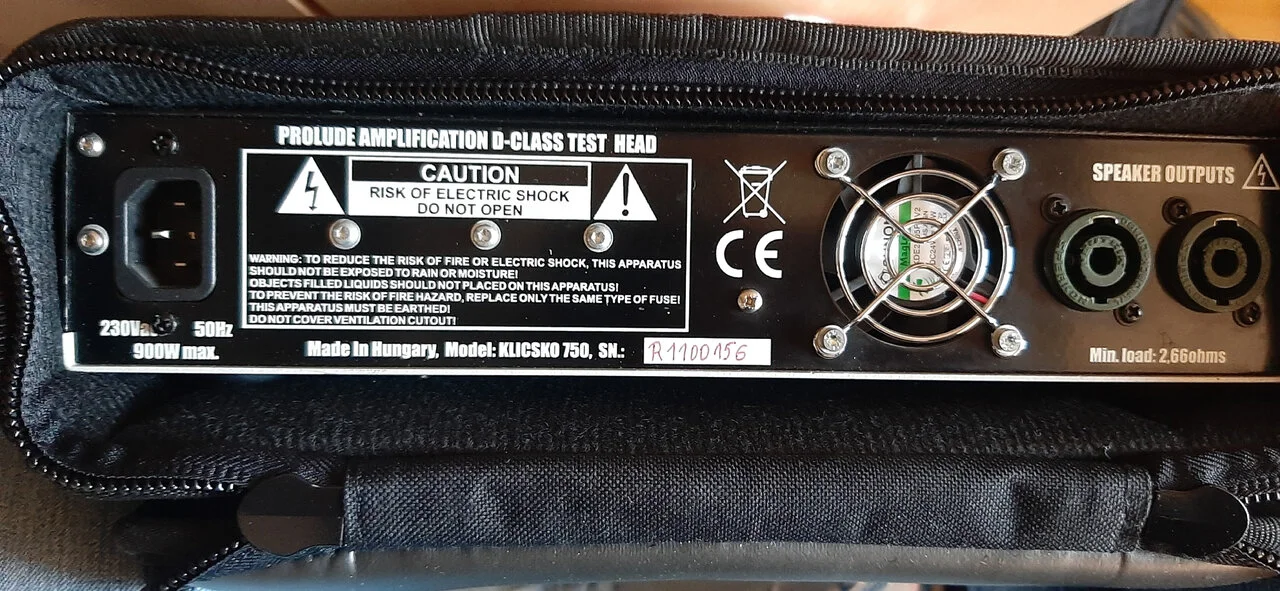 PROLUDE AMPLIFICATION D-CLASS TEST HEAD
CAUTION
RISK OF ELECTRIC SHOCK
DO NOT OPEN
WARNING: TO REDUCE THE RISK OF FIRE OR ELECTRIC SHOCK, THIS APPARATUS
SHOULD NOT BE EXPOSED TO RAIN OR MOISTURE!
OBJECTS FILLED LIQUIDS SHOULD NOT PLACED ON THIS APPARATUS!
TO PREVENT THE RISK OF FIRE HAZARD, REPLACE ONLY THE SAME TYPE OF FUSE!
THIS APPARATUS MUST BE EARTHED!
DO NOT COVER VENTILATION CUTOUT!
230Vac 50Hz
900W max.
Made In Hungary, Model: KLICSKO 750, SN.: R1100156
CE
SPEAKER OUTPUTS
Min. load: 2,66ohms